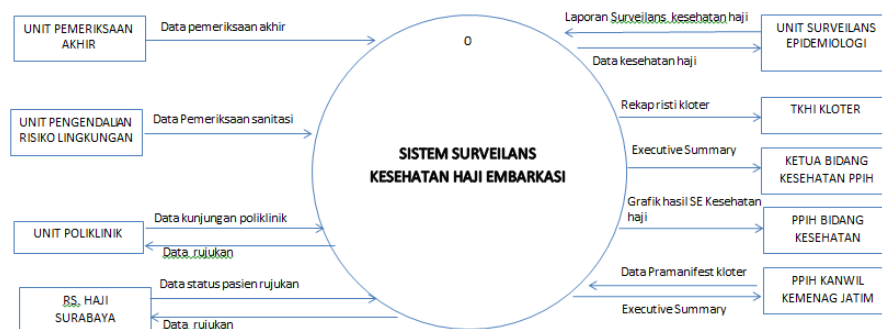 UNIT PEMERIKSAAN
AKHIR
Data pemeriksaan akhir
UNIT PENGENDALIAN
RISIKO LINGKUNGAN
Data Pemeriksaan sanitasi
UNIT POLIKLINIK
Data kunjungan poliklinik
Data rujukan
RS. HAJI
SURABAYA
Data status pasien rujukan
Data rujukan
0
SISTEM SURVEILANS
KESEHATAN HAJI EMBARKASI
Laporan Surveilans kesehatan haji
Data kesehatan haji
UNIT SURVEILANS
EPIDEMIOLOGI
Rekap risti kloter
TKHI KLOTER
Executive Summary
KETUA BIDANG
KESEHATAN PPIH
Grafik hasil SE Kesehatan
haji
PPIH BIDANG
KESEHATAN
Data Pramanifest kloter
Executive Summary
PPIH KANWIL
KEMENAG JATIM